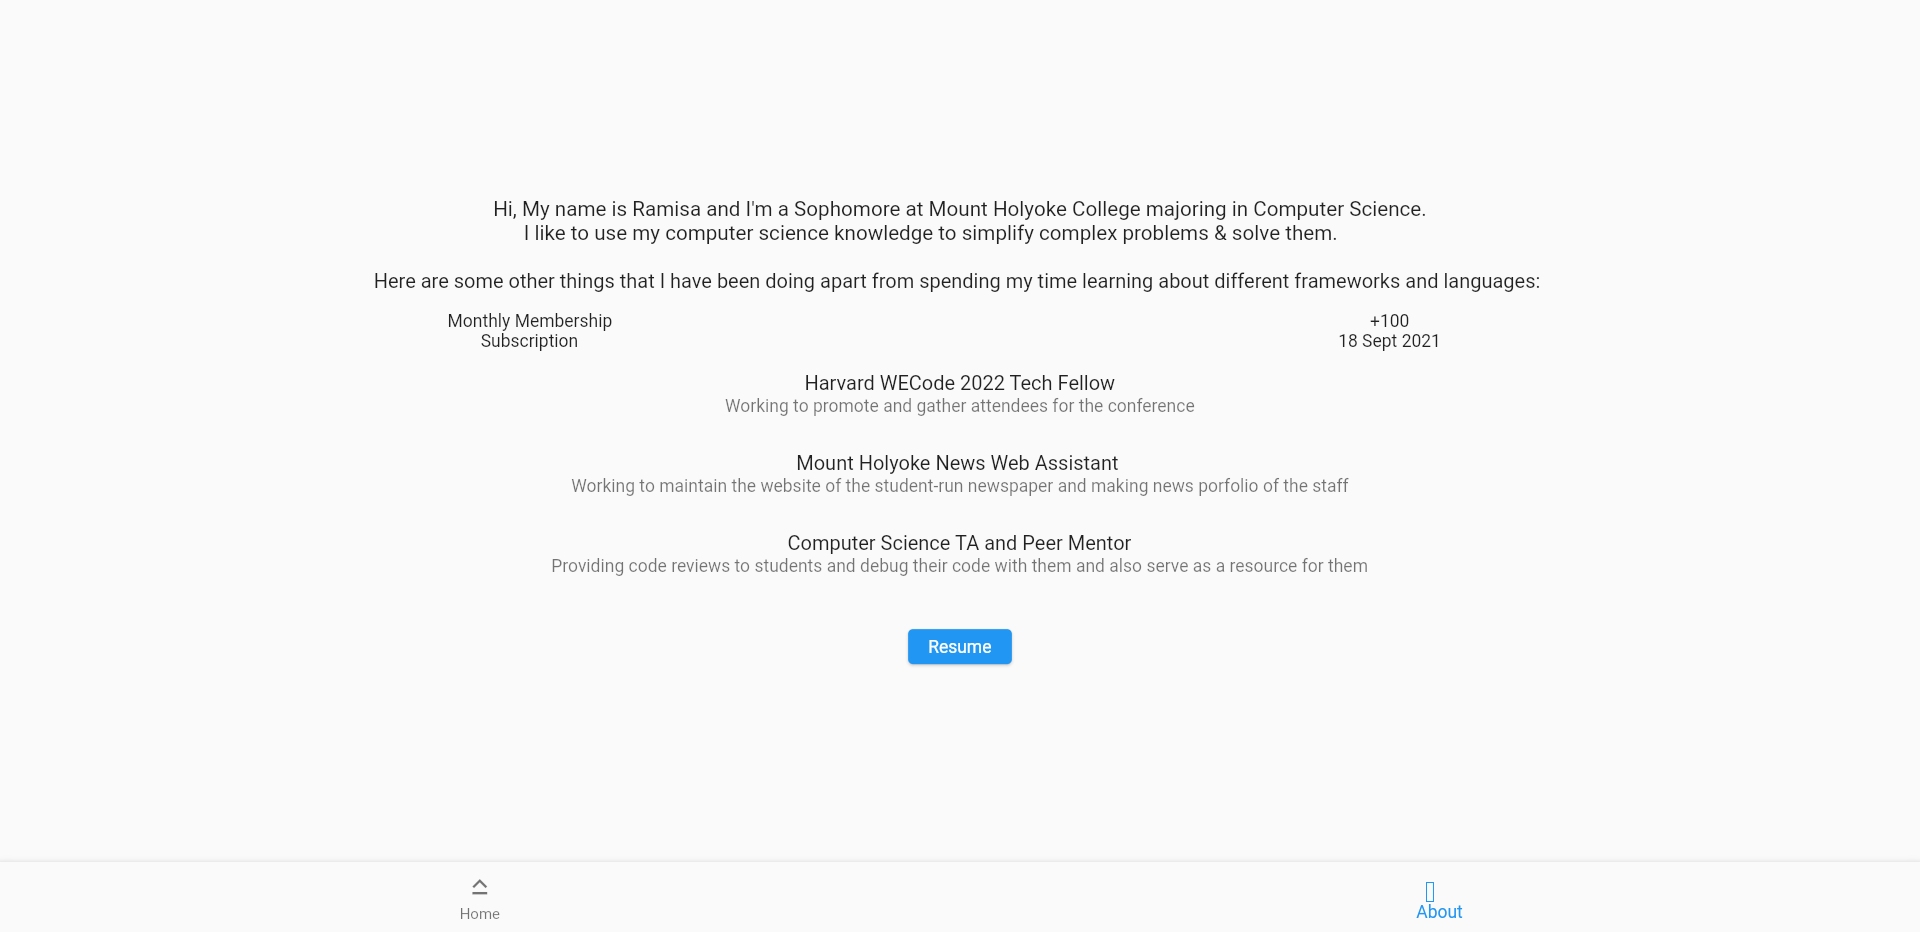 Hi, My name is Ramisa and I'm a Sophomore at Mount Holyoke College majoring in Computer Science.
I like to use my computer science knowledge to simplify complex problems & solve them.
Here are some other things that I have been doing apart from spending my time learning about different frameworks and languages:
Monthly Membership
Subscription
+100
18 Sept 2021
Harvard WECode 2022 Tech Fellow
Working to promote and gather attendees for the conference
Mount Holyoke News Web Assistant
Working to maintain the website of the student-run newspaper and making news porfolio of the staff
Computer Science TA and Peer Mentor
Providing code reviews to students and debug their code with them and also serve as a resource for them
Resume
Home
About